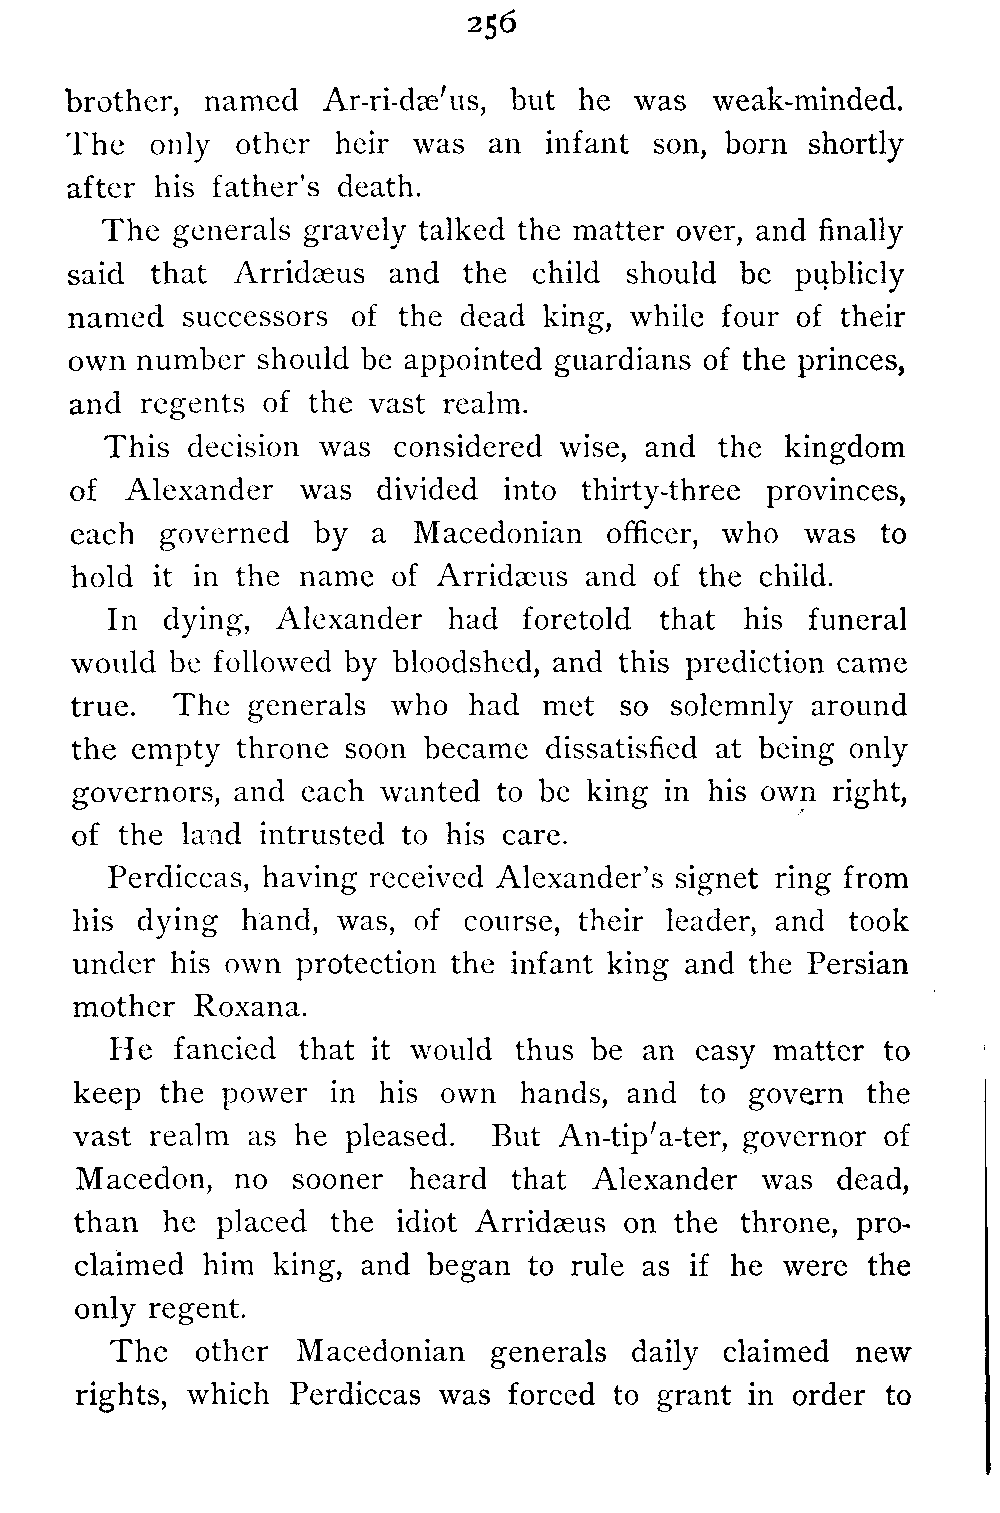 256
brother, named Ar-ri-dæ′us, but he was weak-minded.
The only other heir was an infant son, born shortly
after his father's death.
The generals gravely talked the matter over, and finally
said that Arridæus and the child should be publicly
named successors of the dead king, while four of their
own number should be appointed guardians of the princes,
and regents of the vast realm.
This decision was considered wise, and the kingdom
of Alexander was divided into thirty-three provinces,
each governed by a Macedonian officer, who was to
hold it in the name of Arridæus and of the child.
In dying, Alexander had foretold that his funeral
would be followed by bloodshed, and this prediction came
true. The generals who had met so solemnly around
the empty throne soon became dissatisfied at being only
governors, and each wanted to be king in his own right,
of the land intrusted to his care.
Perdiccas, having received Alexander's signet ring from
his dying hand, was, of course, their leader, and took
under his own protection the infant king and the Persian
mother Roxana.
He fancied that it would thus be an easy matter to
keep the power in his own hands, and to govern the
vast realm as he pleased. But An-tip′a-ter, governor of
Macedon, no sooner heard that Alexander was dead,
than he placed the idiot Arridæus on the throne, pro-
claimed him king, and began to rule as if he were the
only regent.
The other Macedonian generals daily claimed new
rights, which Perdiccas was forced to grant in order to